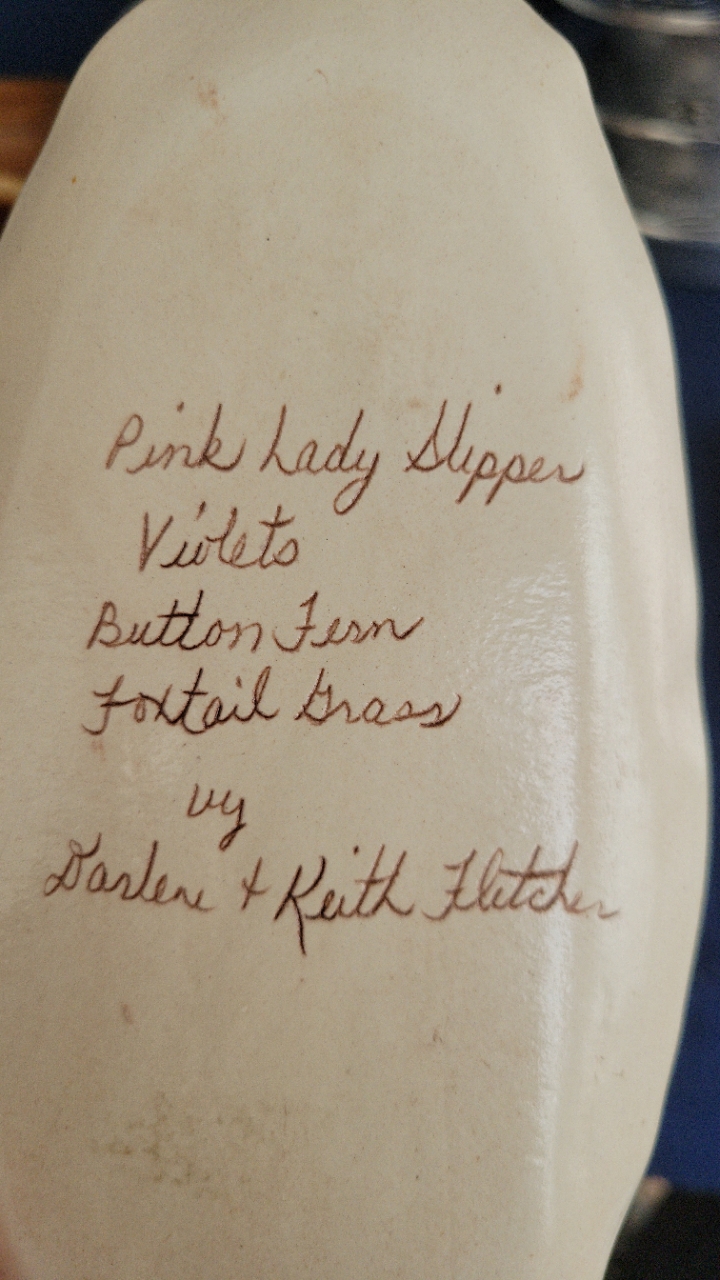 Pink Lady Slipper
Violets
Button Fern
Foxtail Grass
by
Darlene + Keith Fletcher